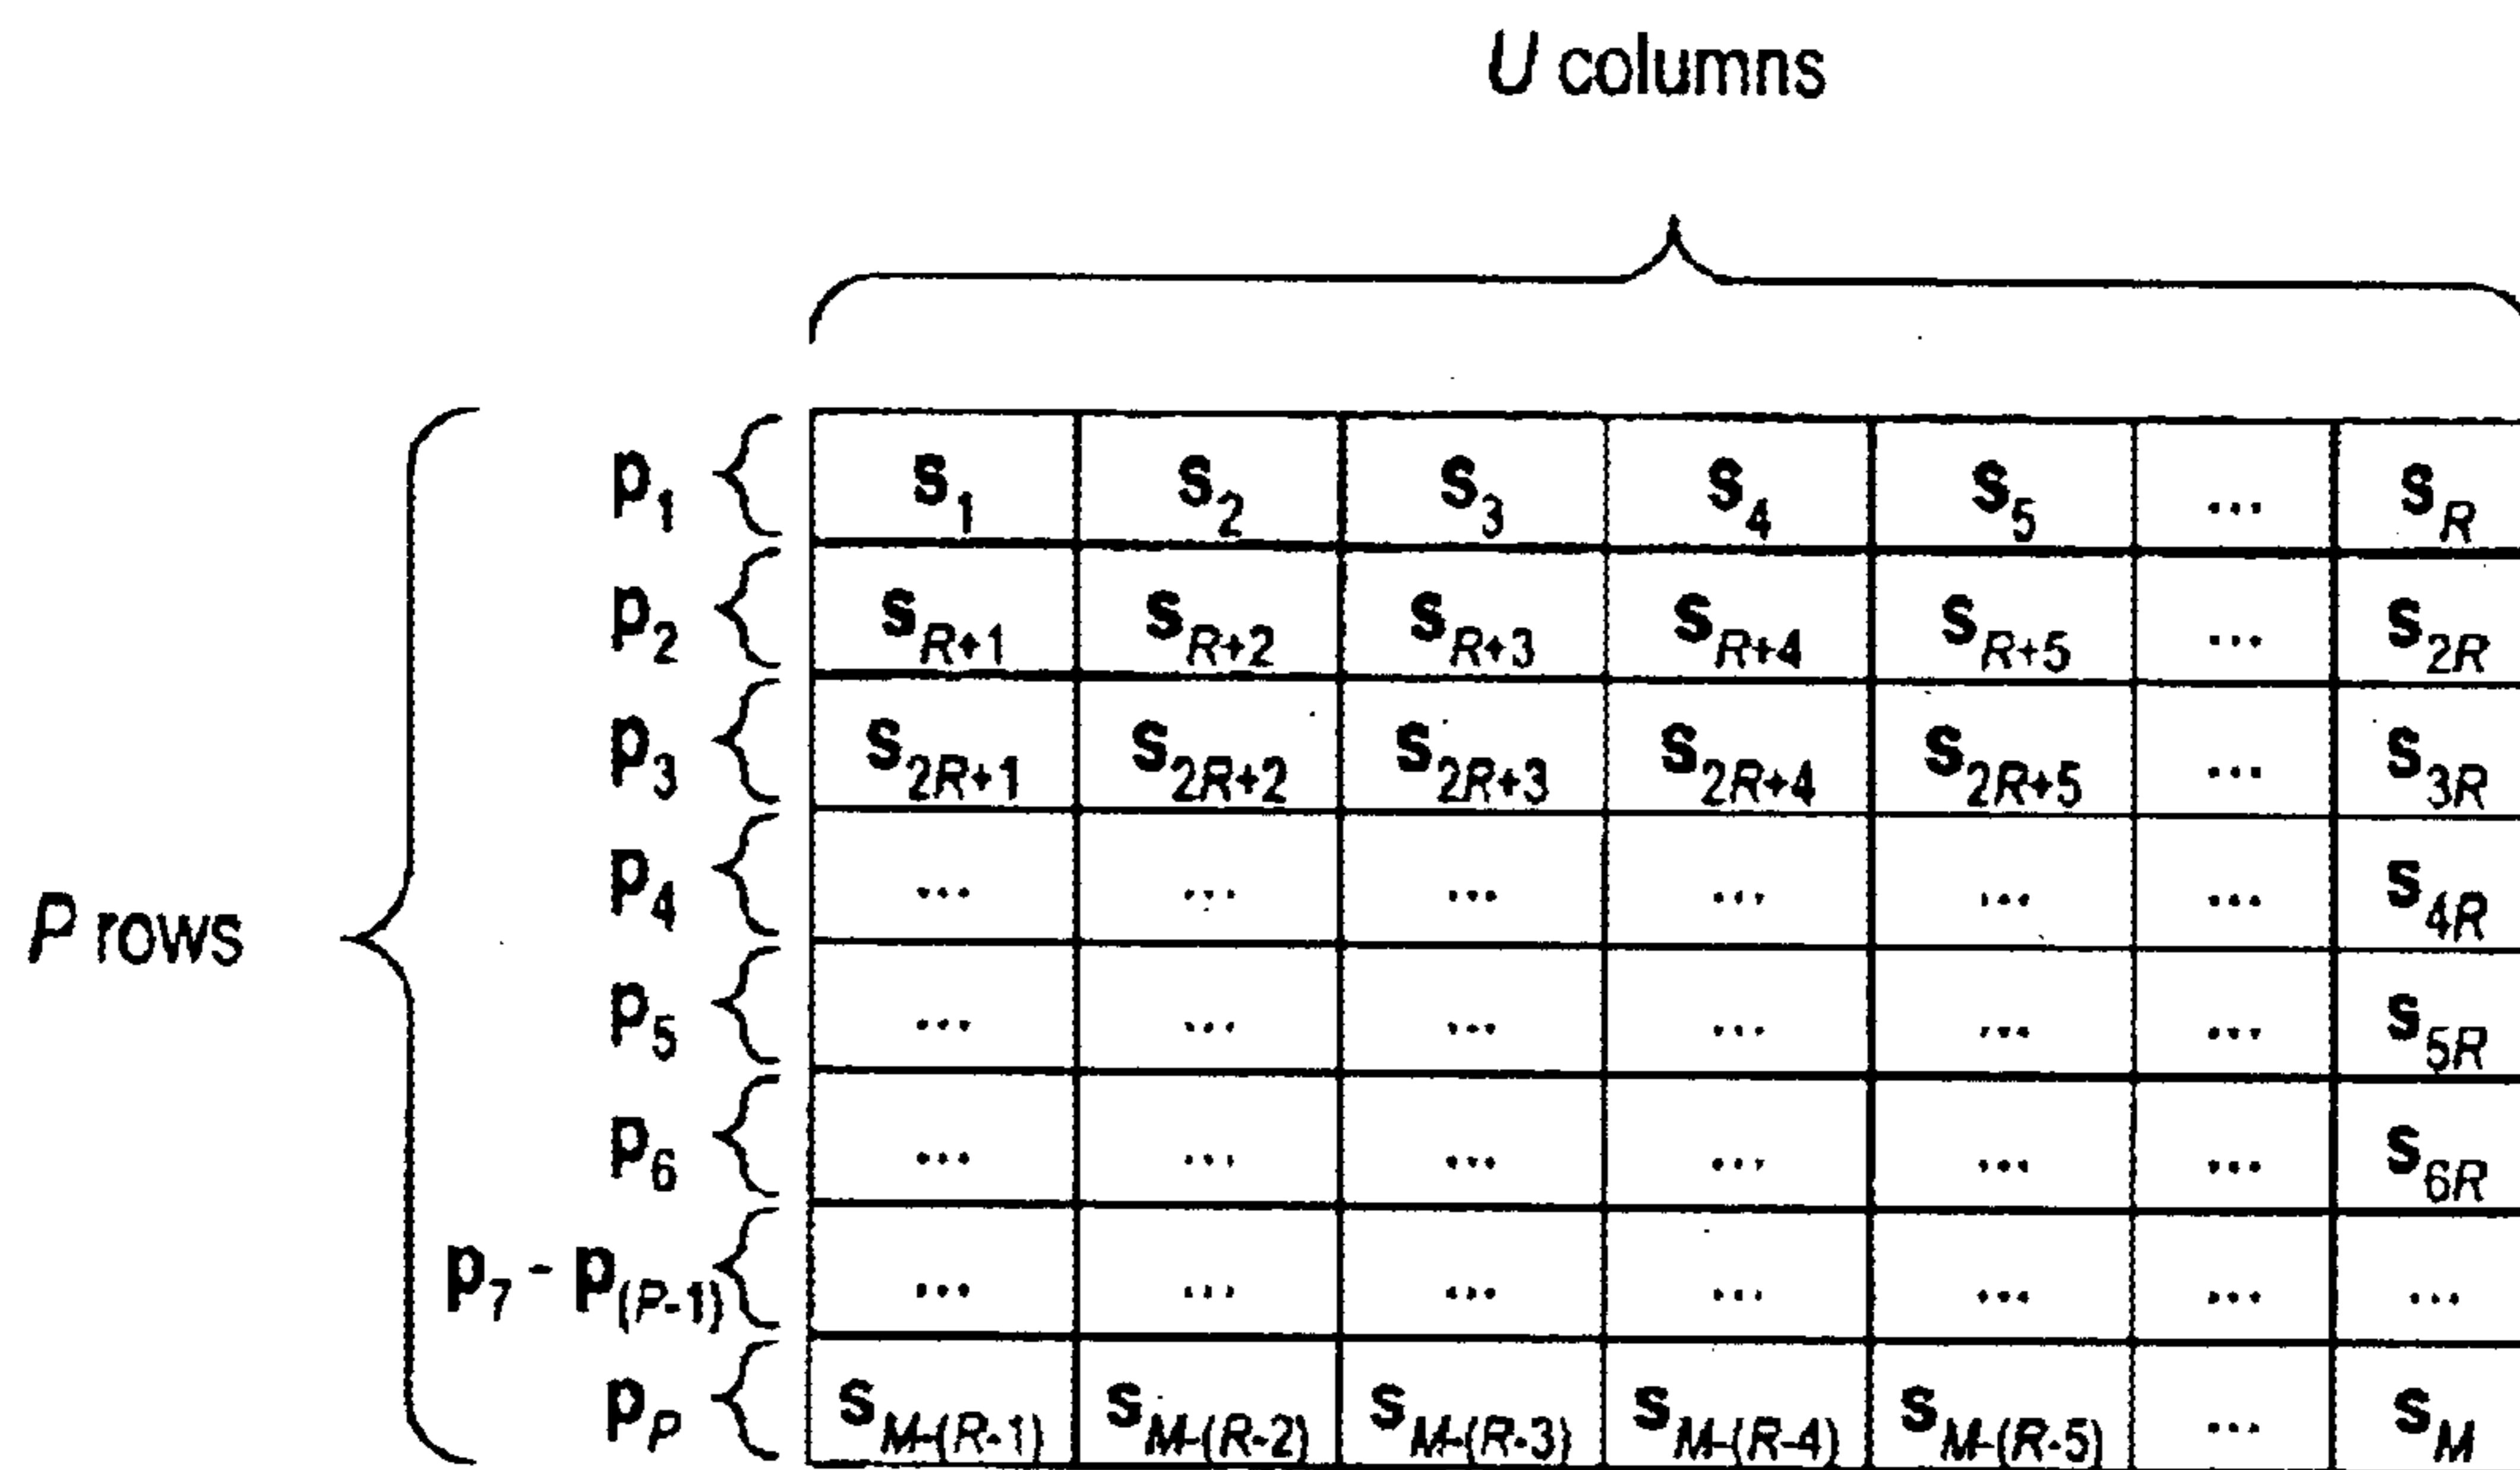 U columns
p1 s1 s2 s3 s4 s5 ... sR
p2 sR+1 sR+2 sR+3 sR+4 sR+5 ... s2R
p3 s2R+1 s2R+2 s2R+3 s2R+4 s2R+5 ... s3R
p4 ... ... ... ... ... ... s4R
P rows
p5 ... ... ... ... ... ... s5R
p6 ... ... ... ... ... ... s6R
p7 - p(P-1) ... ... ... ... ... ... ...
pP sM-(R-1) sM-(R-2) sM-(R-3) sM-(R-4) sM-(R-5) ... sM